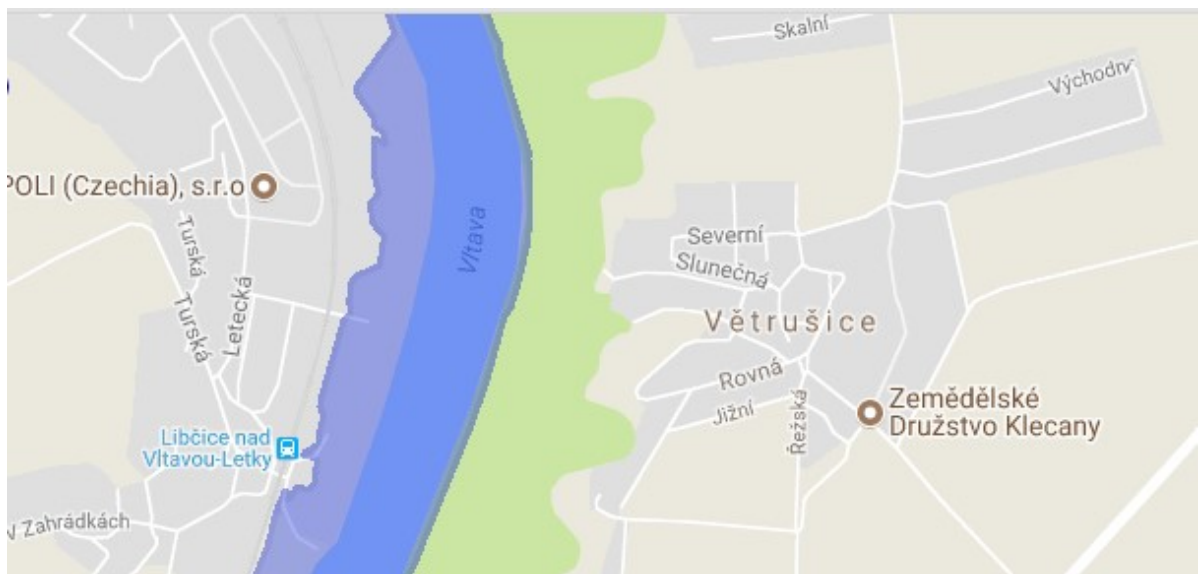 Skalní
Východní
POLI (Czechia), s.r.o
Turská
Vltava
Severní
Slunečná
Letecká
Turská
Větrušice
Rovná
Jižní
Řežská
Zemědělské
Družstvo Klecany
Libčice nad
Vltavou-Letky
V Zahrádkách